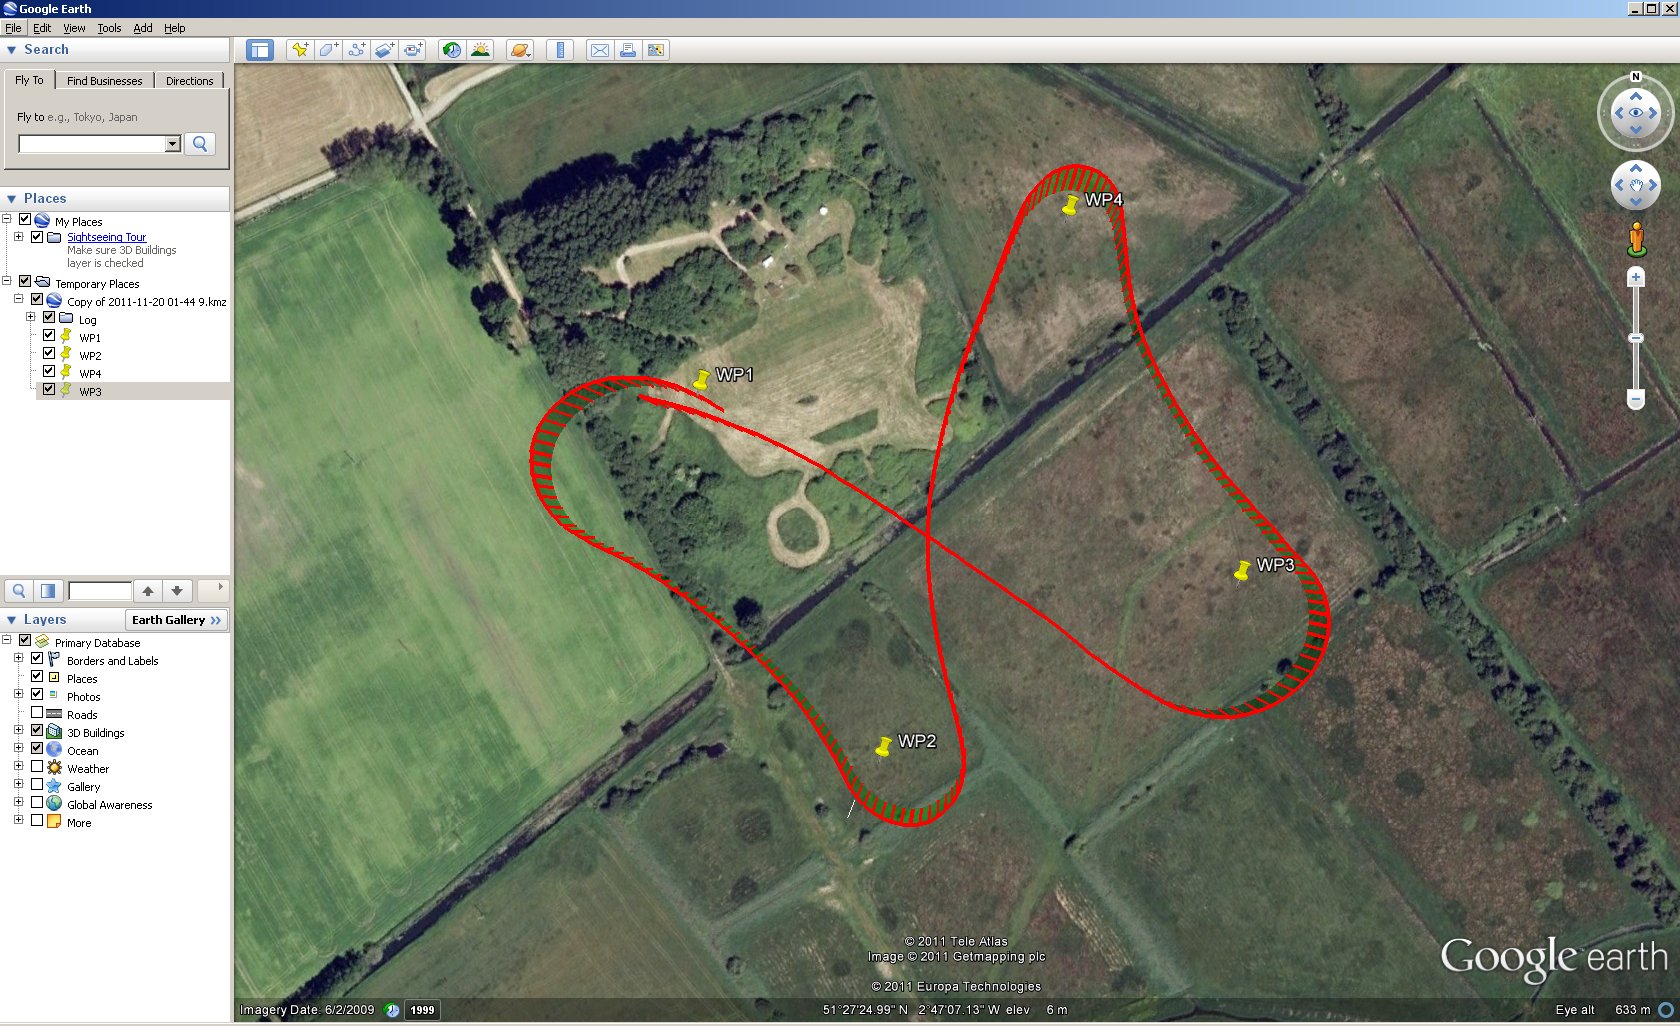 Google Earth
File Edit View Tools Add Help
Search
Fly To Find Businesses Directions
Fly to e.g., Tokyo, Japan
Places
My Places
Sightseeing Tour
Make sure 3D Buildings
layer is checked
Temporary Places
Copy of 2011-11-20 01-44 9.kmz
Log
WP1
WP2
WP4
WP3
Layers Earth Gallery »
Primary Database
Borders and Labels
Places
Photos
Roads
3D Buildings
Ocean
Weather
Gallery
Global Awareness
More
N
WP4
WP1
WP3
WP2
© 2011 Tele Atlas
Image © 2011 Getmapping plc
© 2011 Europa Technologies
Google earth
Imagery Date: 6/2/2009 1999 51°27'24.99" N 2°47'07.13" W elev 6 m Eye alt 633 m